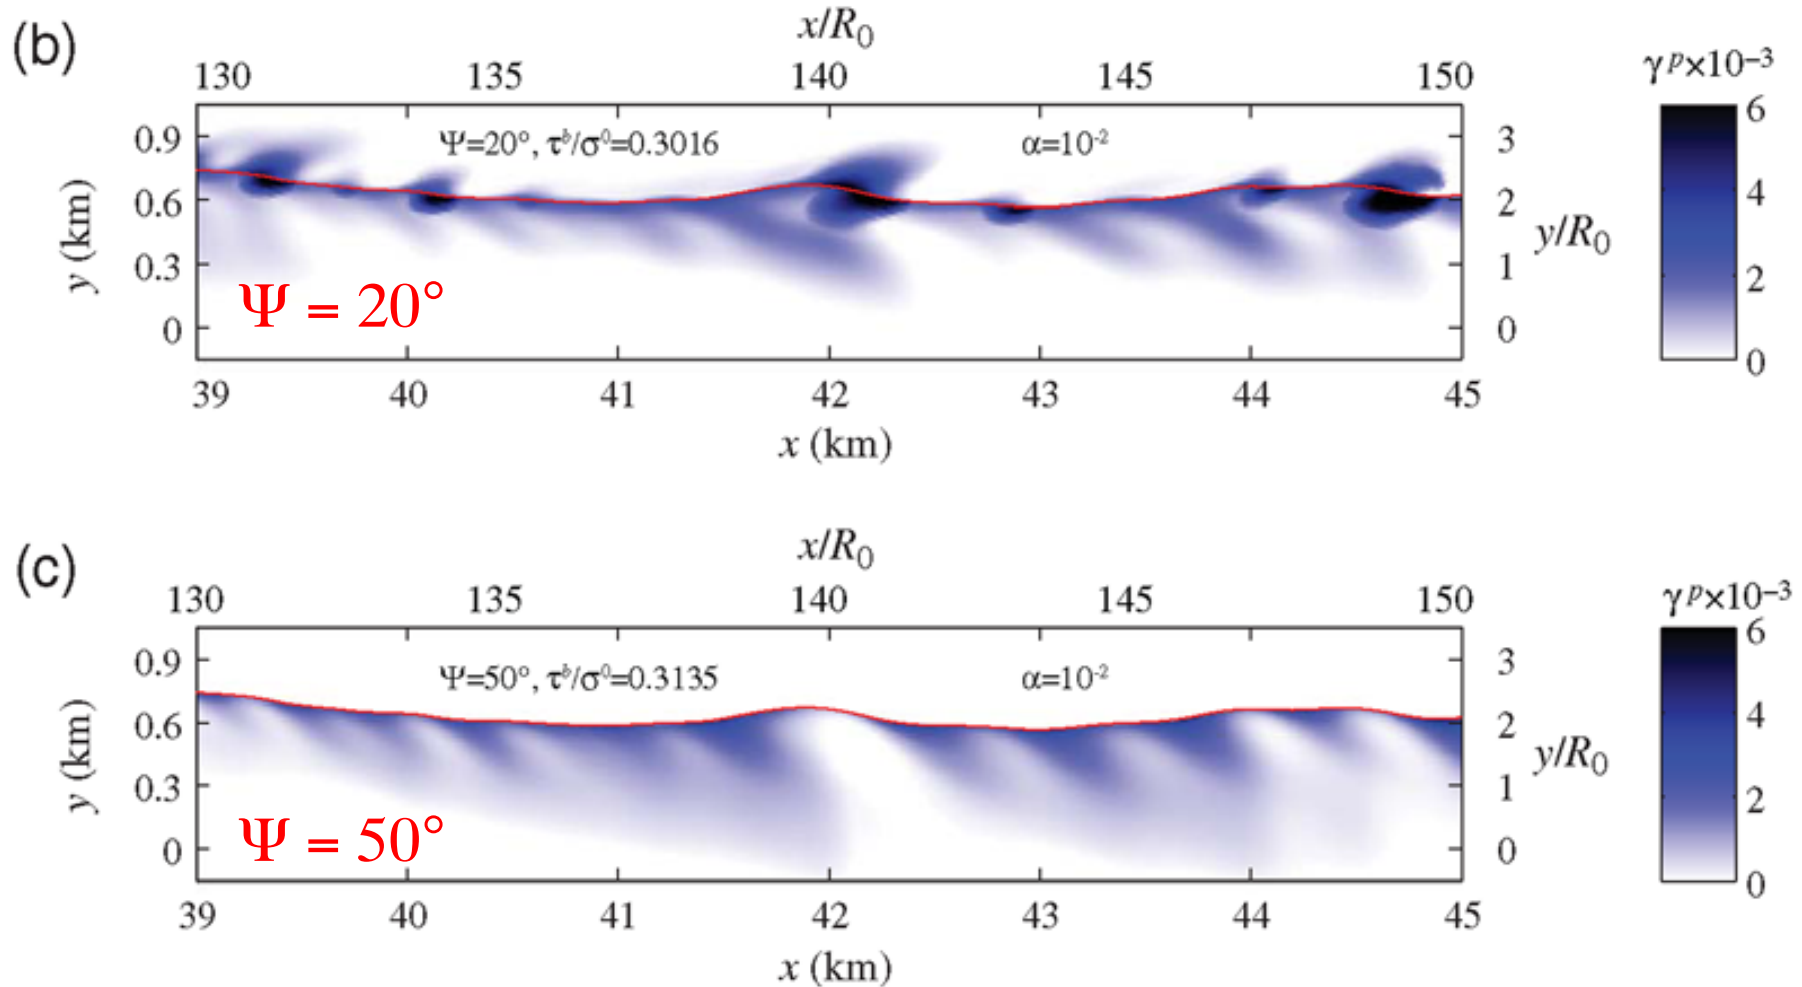 (b)
x/R₀
130 135 140 145 150
γᵖ×10⁻³
Ψ=20°, τᵇ/σ⁰=0.3016 α=10⁻²
y (km)
0.9
0.6
0.3
0
3
2
1
0
y/R₀
6
4
2
0
Ψ = 20°
39 40 41 42 43 44 45
x (km)
(c)
x/R₀
130 135 140 145 150
γᵖ×10⁻³
Ψ=50°, τᵇ/σ⁰=0.3135 α=10⁻²
y (km)
0.9
0.6
0.3
0
3
2
1
0
y/R₀
6
4
2
0
Ψ = 50°
39 40 41 42 43 44 45
x (km)